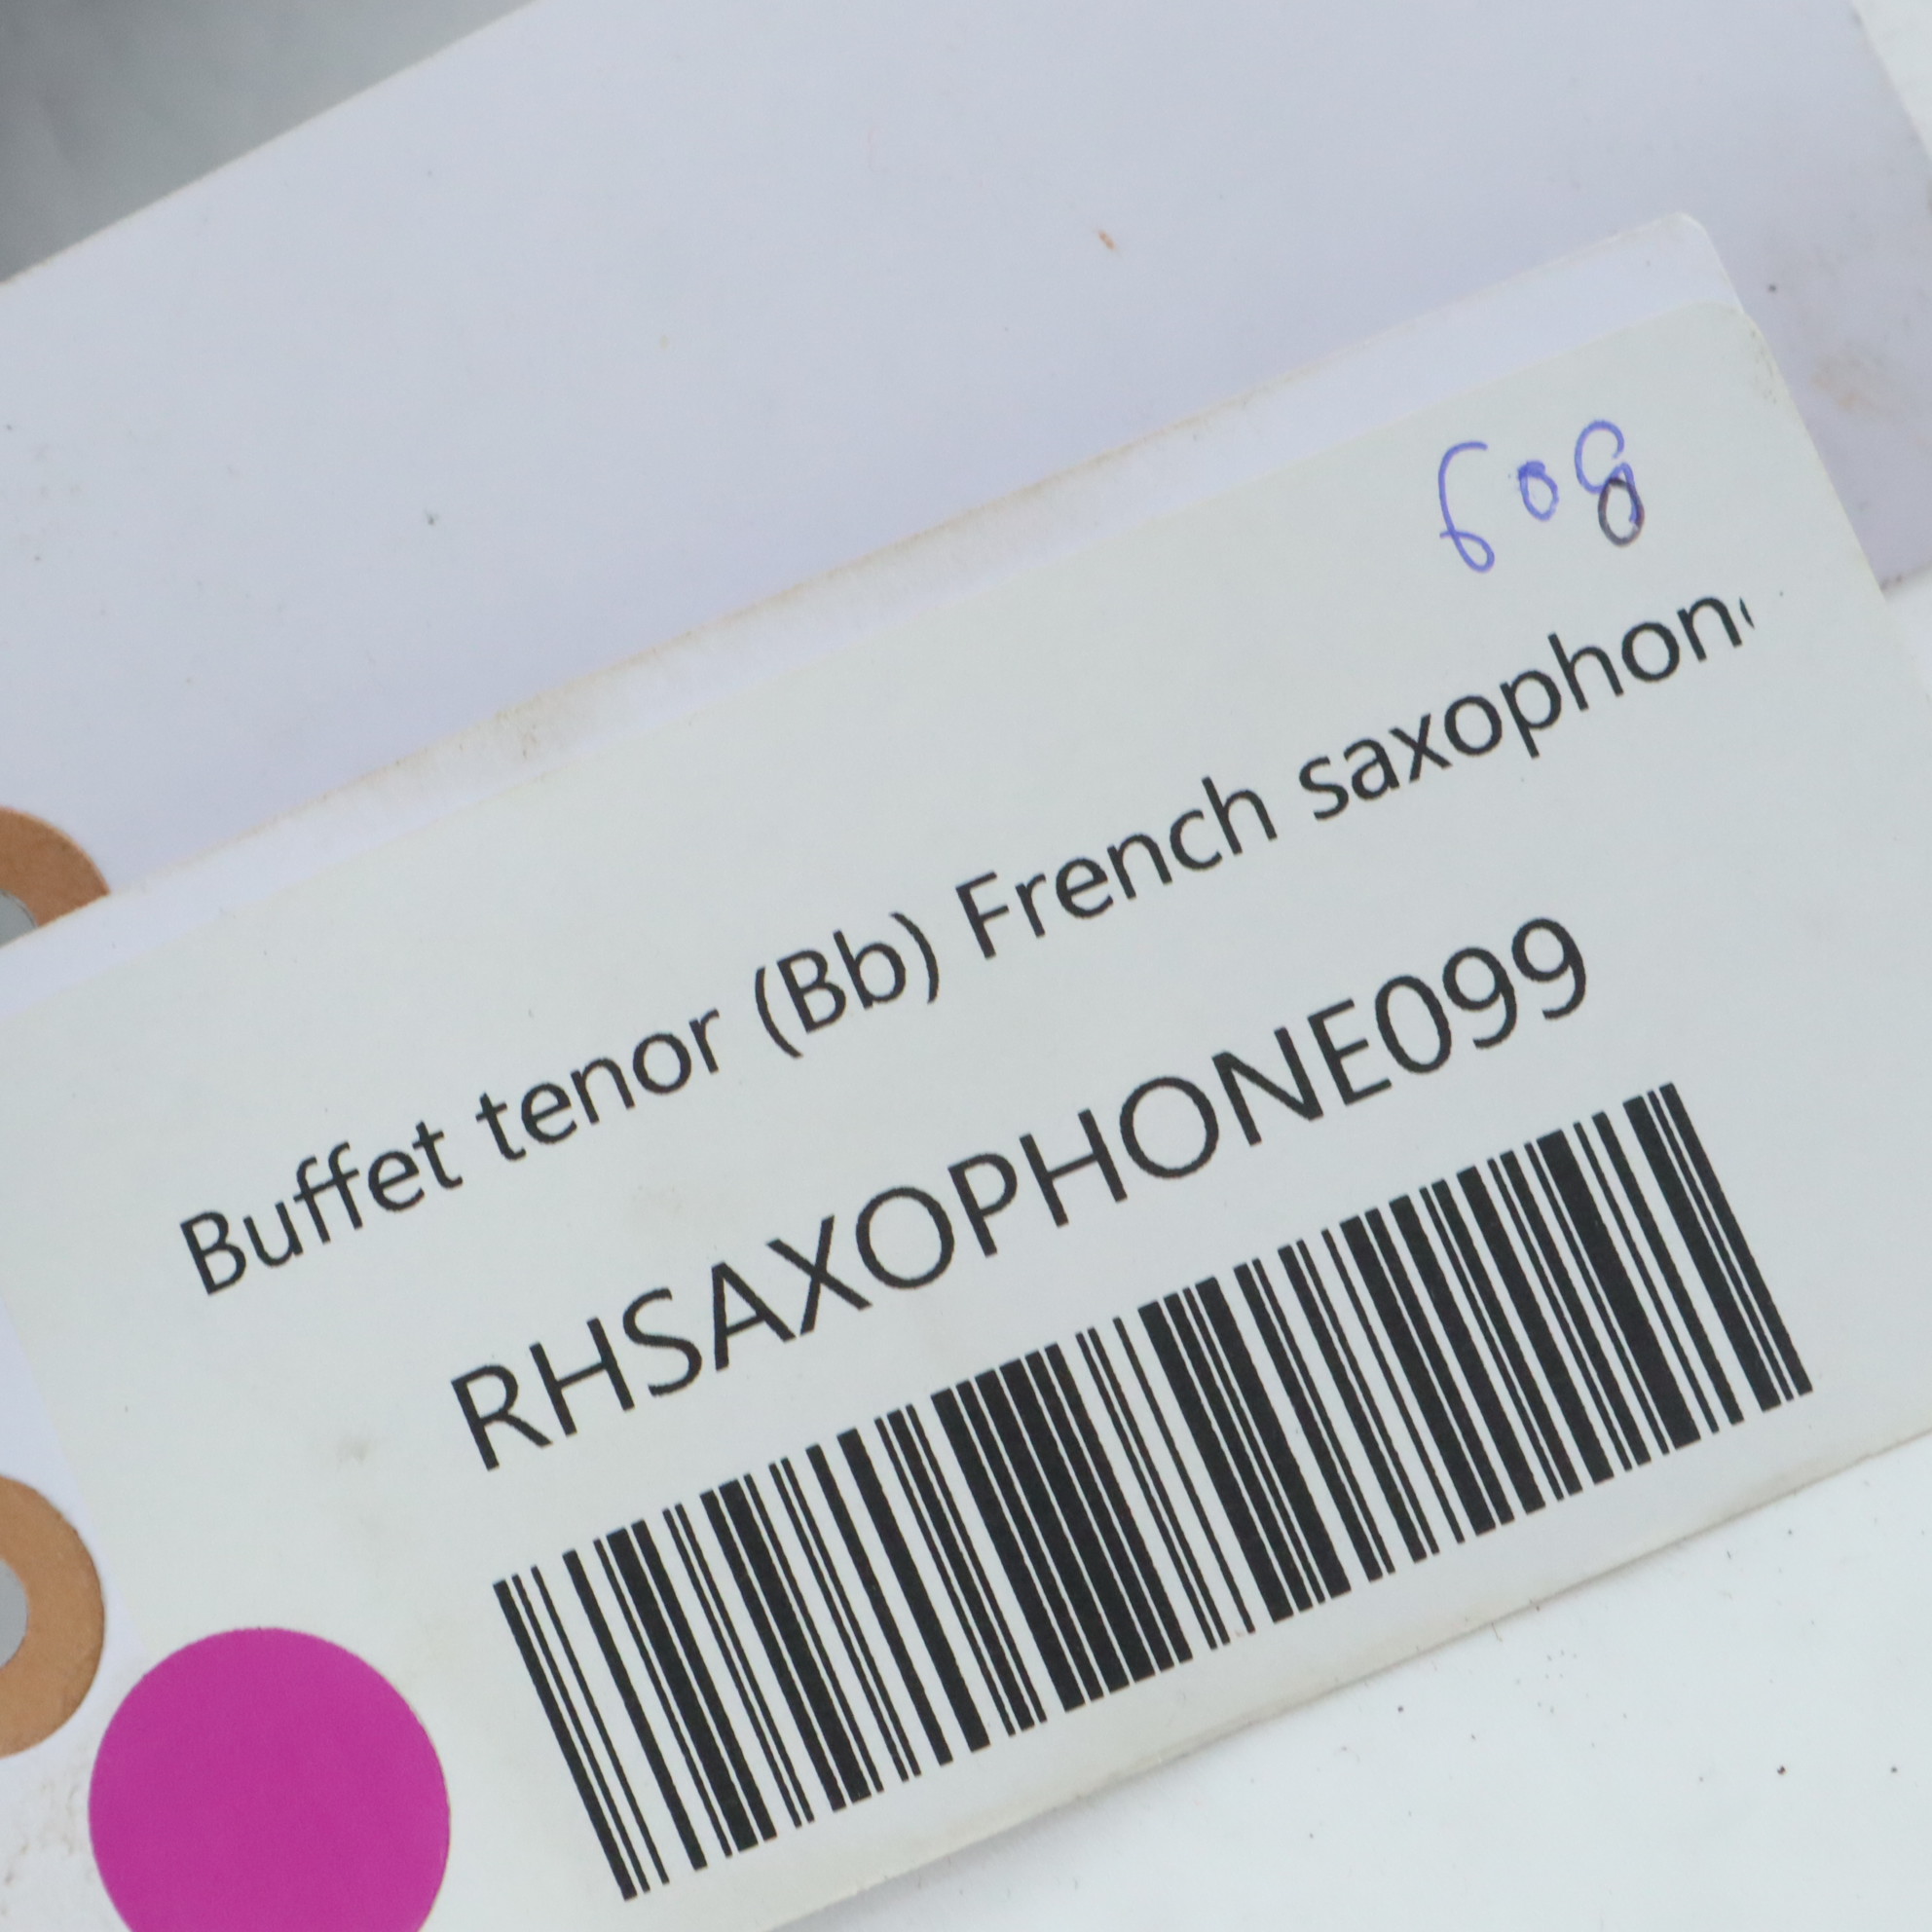 608
Buffet tenor (Bb) French saxophon
RHSAXOPHONE099